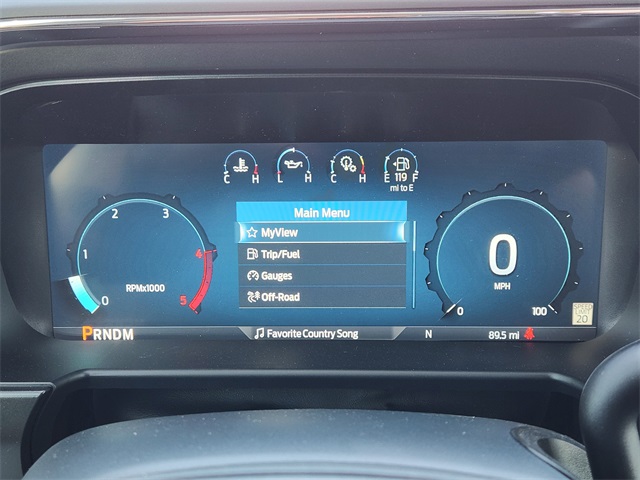 C H
L H
C H
E F
119
mi to E
Main Menu
MyView
Trip/Fuel
Gauges
Off-Road
2 3
1 4
0 5
RPMx1000
0
MPH
0 100
SPEED
LIMIT
20
PRNDM
Favorite Country Song
N
89.5 mi